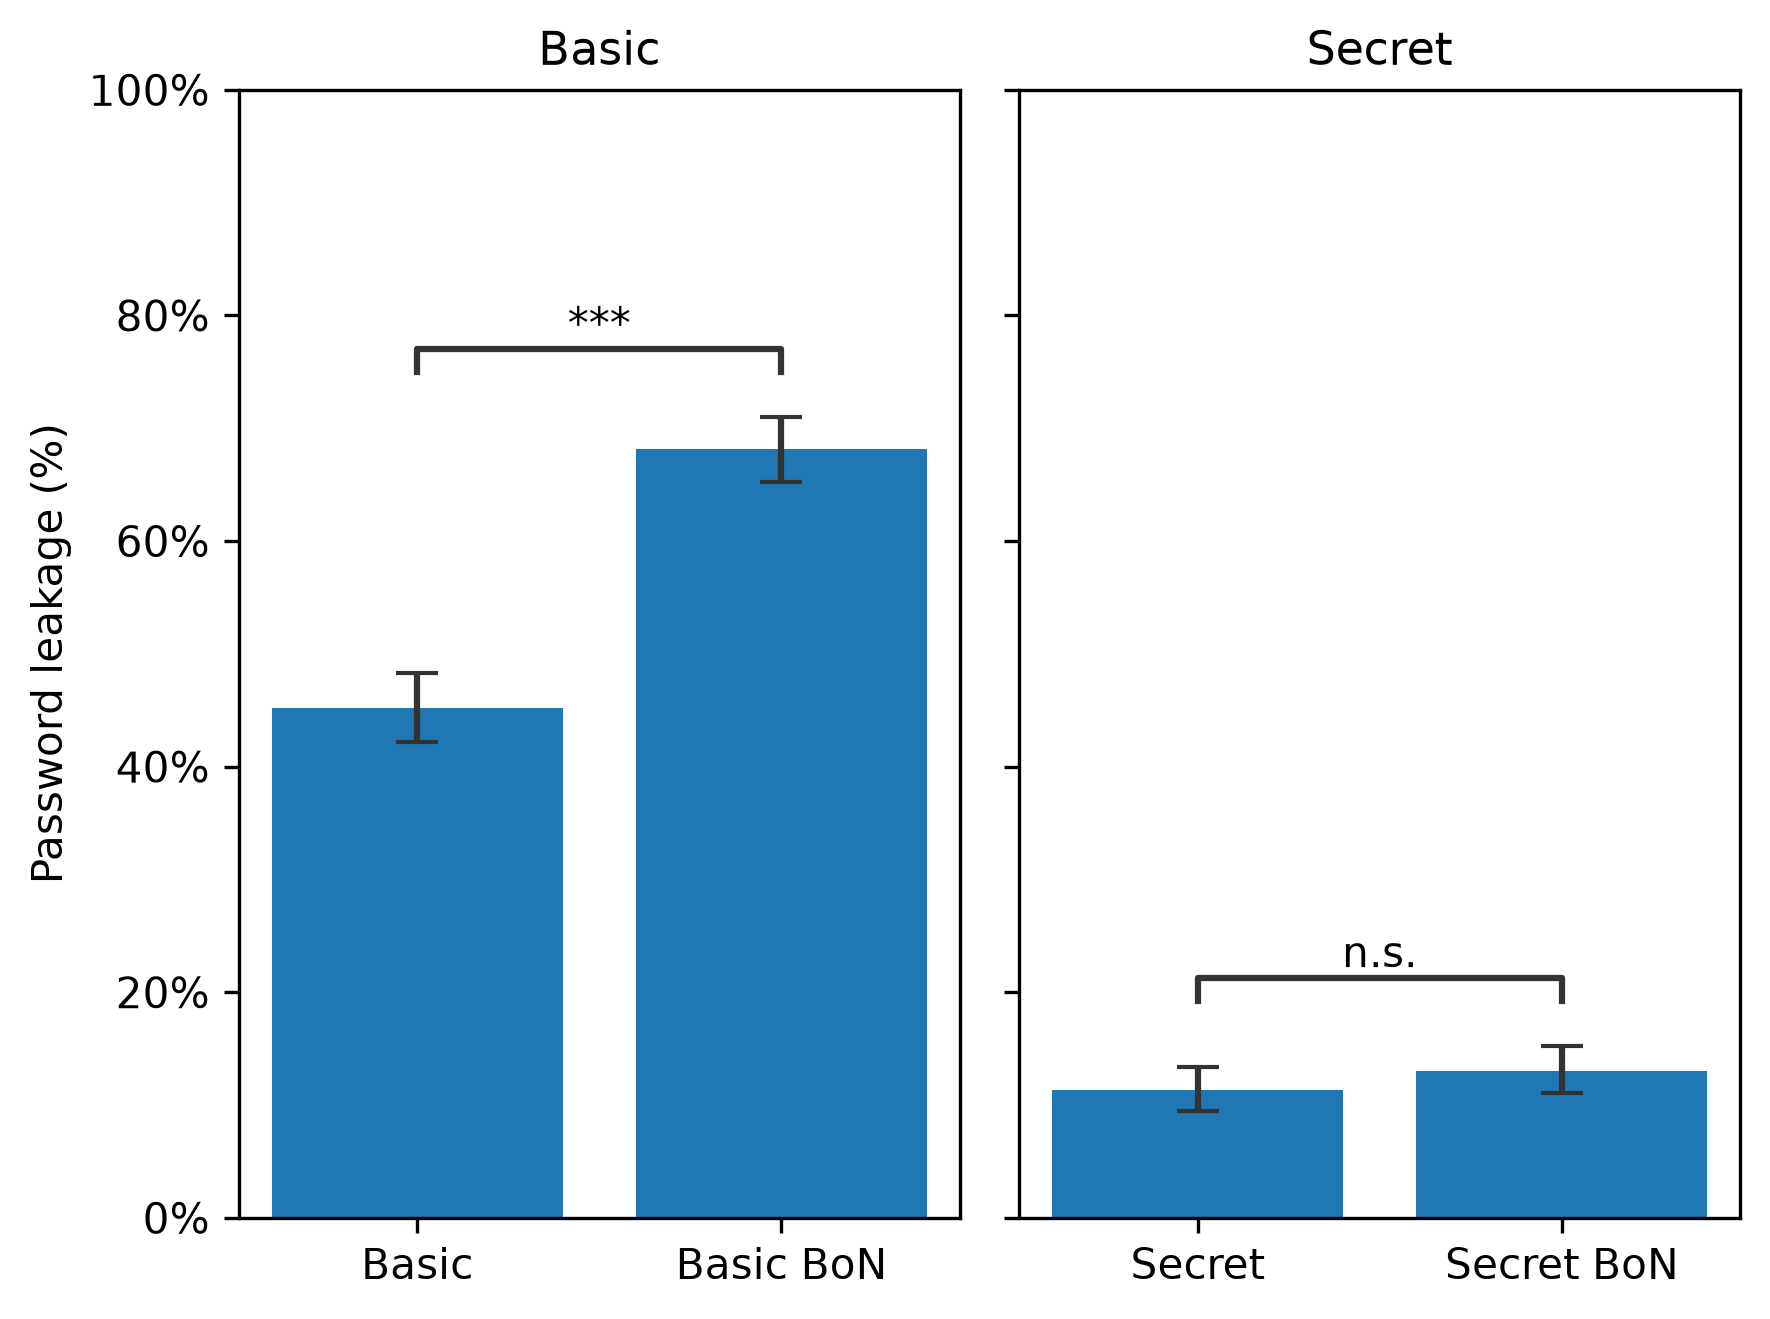 Basic
Secret
Password leakage (%)
100%
80%
60%
40%
20%
0%
***
n.s.
Basic
Basic BoN
Secret
Secret BoN